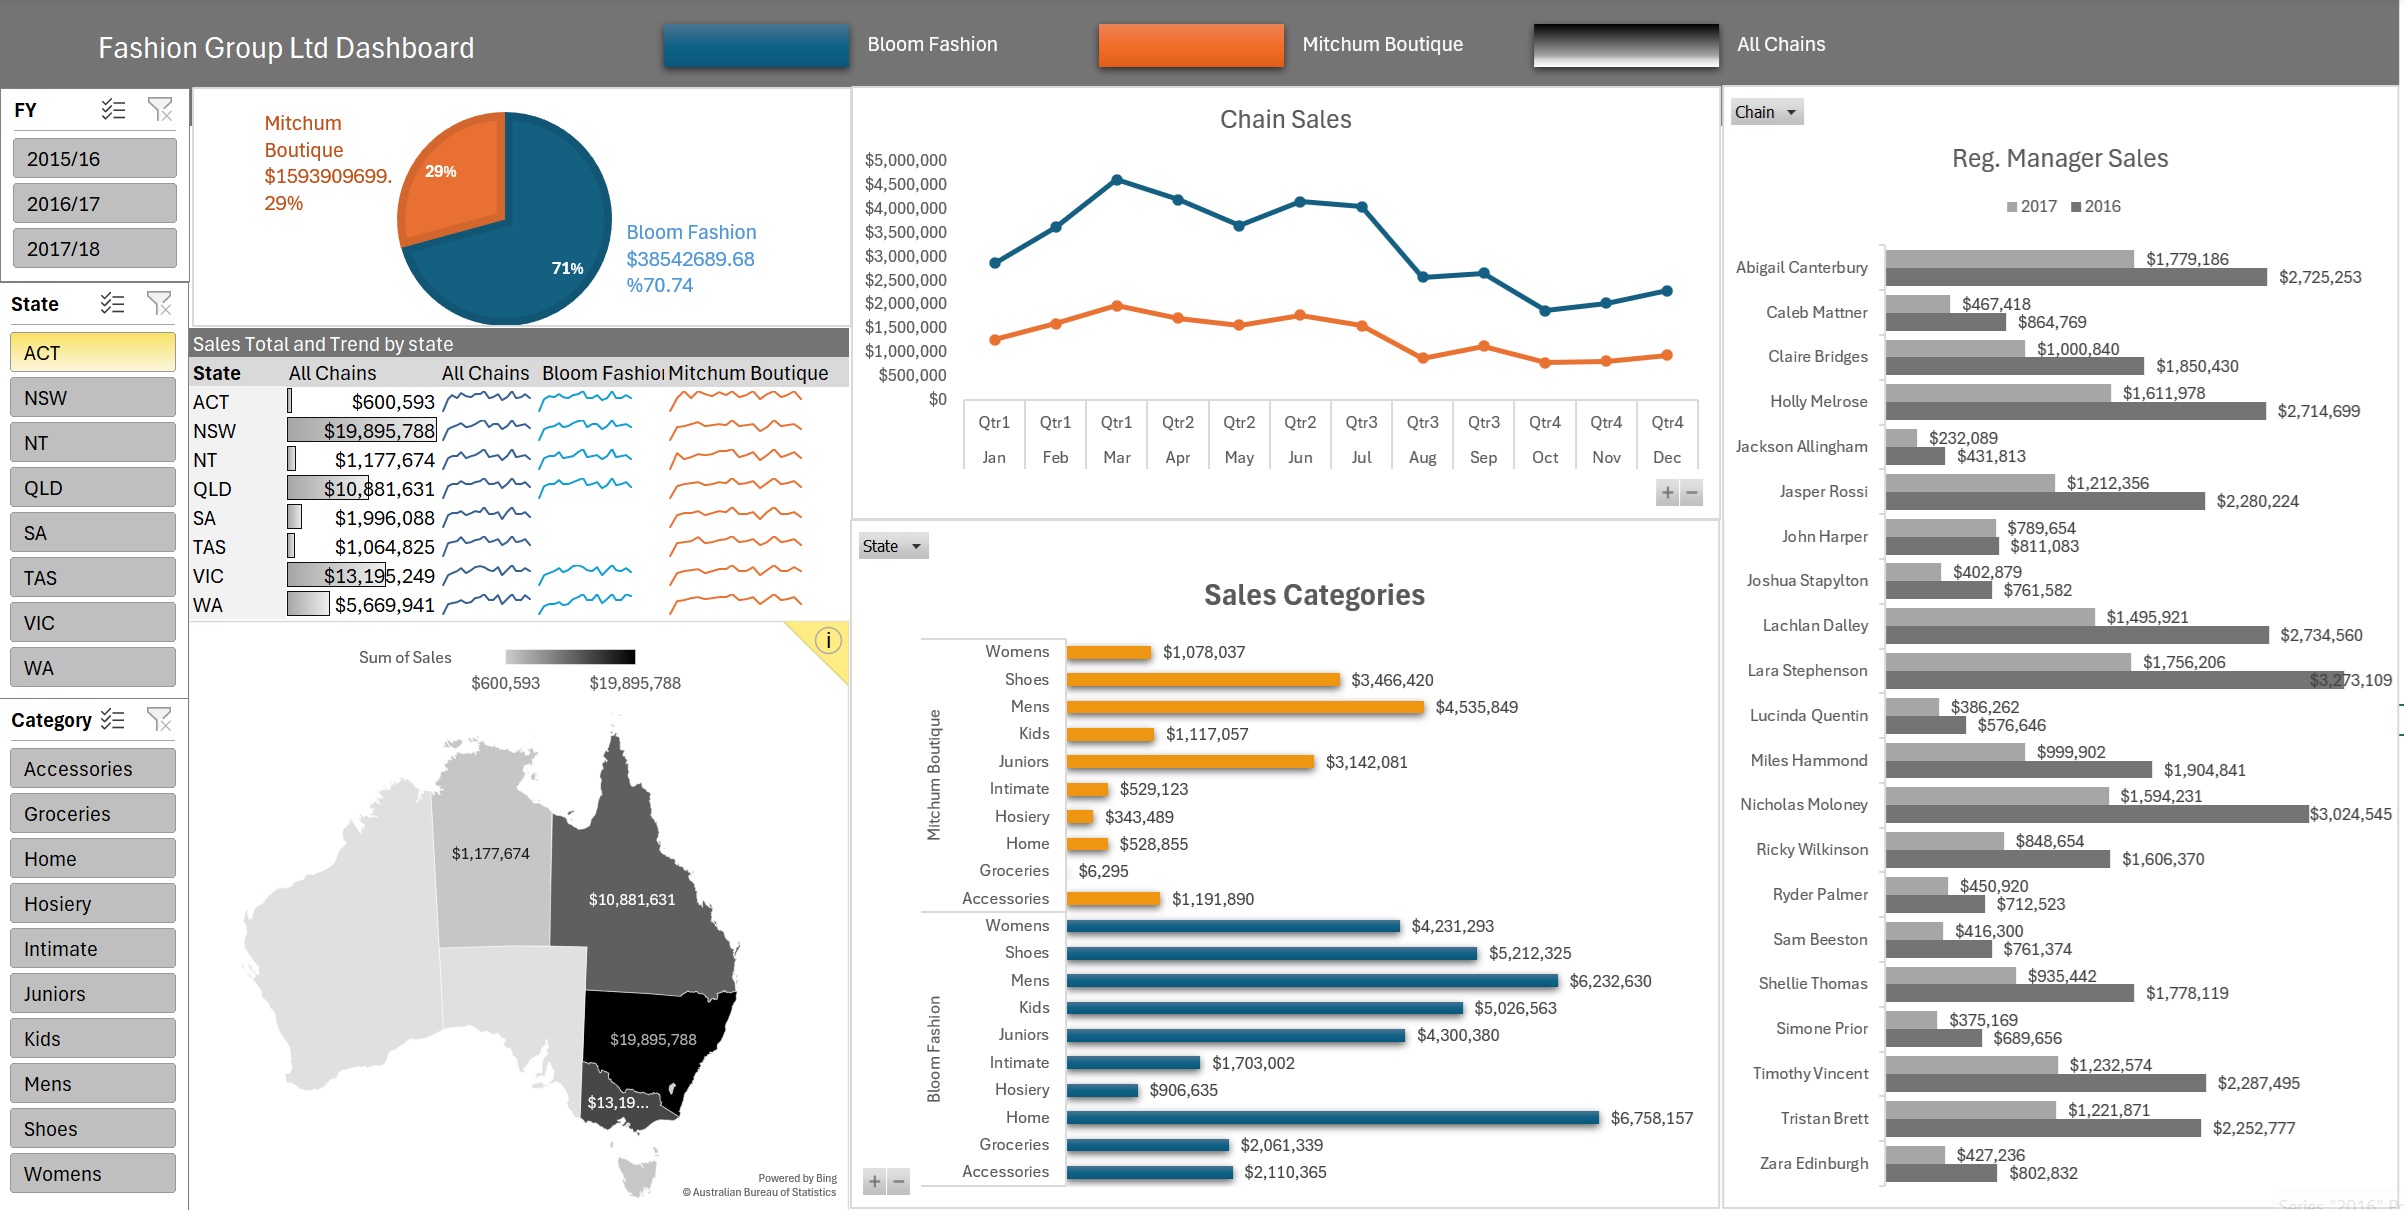 Fashion Group Ltd Dashboard
Bloom Fashion
Mitchum Boutique
All Chains
FY
2015/16
2016/17
2017/18
State
ACT
NSW
NT
QLD
SA
TAS
VIC
WA
Category
Accessories
Groceries
Home
Hosiery
Intimate
Juniors
Kids
Mens
Shoes
Womens
Mitchum
Boutique
$1593909699.
29%
29%
71%
Bloom Fashion
$38542689.68
%70.74
Sales Total and Trend by state
State All Chains All Chains Bloom Fashion Mitchum Boutique
ACT $600,593
NSW $19,895,788
NT $1,177,674
QLD $10,881,631
SA $1,996,088
TAS $1,064,825
VIC $13,195,249
WA $5,669,941
Sum of Sales
$600,593 $19,895,788
i
$1,177,674
$10,881,631
$19,895,788
$13,19...
Powered by Bing
© Australian Bureau of Statistics
Chain Sales
$5,000,000
$4,500,000
$4,000,000
$3,500,000
$3,000,000
$2,500,000
$2,000,000
$1,500,000
$1,000,000
$500,000
$0
Qtr1 Qtr1 Qtr1 Qtr2 Qtr2 Qtr2 Qtr3 Qtr3 Qtr3 Qtr4 Qtr4 Qtr4
Jan Feb Mar Apr May Jun Jul Aug Sep Oct Nov Dec
+ −
State
Sales Categories
Mitchum Boutique
Womens $1,078,037
Shoes $3,466,420
Mens $4,535,849
Kids $1,117,057
Juniors $3,142,081
Intimate $529,123
Hosiery $343,489
Home $528,855
Groceries $6,295
Accessories $1,191,890
Bloom Fashion
Womens $4,231,293
Shoes $5,212,325
Mens $6,232,630
Kids $5,026,563
Juniors $4,300,380
Intimate $1,703,002
Hosiery $906,635
Home $6,758,157
Groceries $2,061,339
Accessories $2,110,365
+ −
Chain
Reg. Manager Sales
2017 2016
Abigail Canterbury $1,779,186
$2,725,253
Caleb Mattner $467,418
$864,769
Claire Bridges $1,000,840
$1,850,430
Holly Melrose $1,611,978
$2,714,699
Jackson Allingham $232,089
$431,813
Jasper Rossi $1,212,356
$2,280,224
John Harper $789,654
$811,083
Joshua Stapylton $402,879
$761,582
Lachlan Dalley $1,495,921
$2,734,560
Lara Stephenson $1,756,206
$3,273,109
Lucinda Quentin $386,262
$576,646
Miles Hammond $999,902
$1,904,841
Nicholas Moloney $1,594,231
$3,024,545
Ricky Wilkinson $848,654
$1,606,370
Ryder Palmer $450,920
$712,523
Sam Beeston $416,300
$761,374
Shellie Thomas $935,442
$1,778,119
Simone Prior $375,169
$689,656
Timothy Vincent $1,232,574
$2,287,495
Tristan Brett $1,221,871
$2,252,777
Zara Edinburgh $427,236
$802,832
Series "2016"